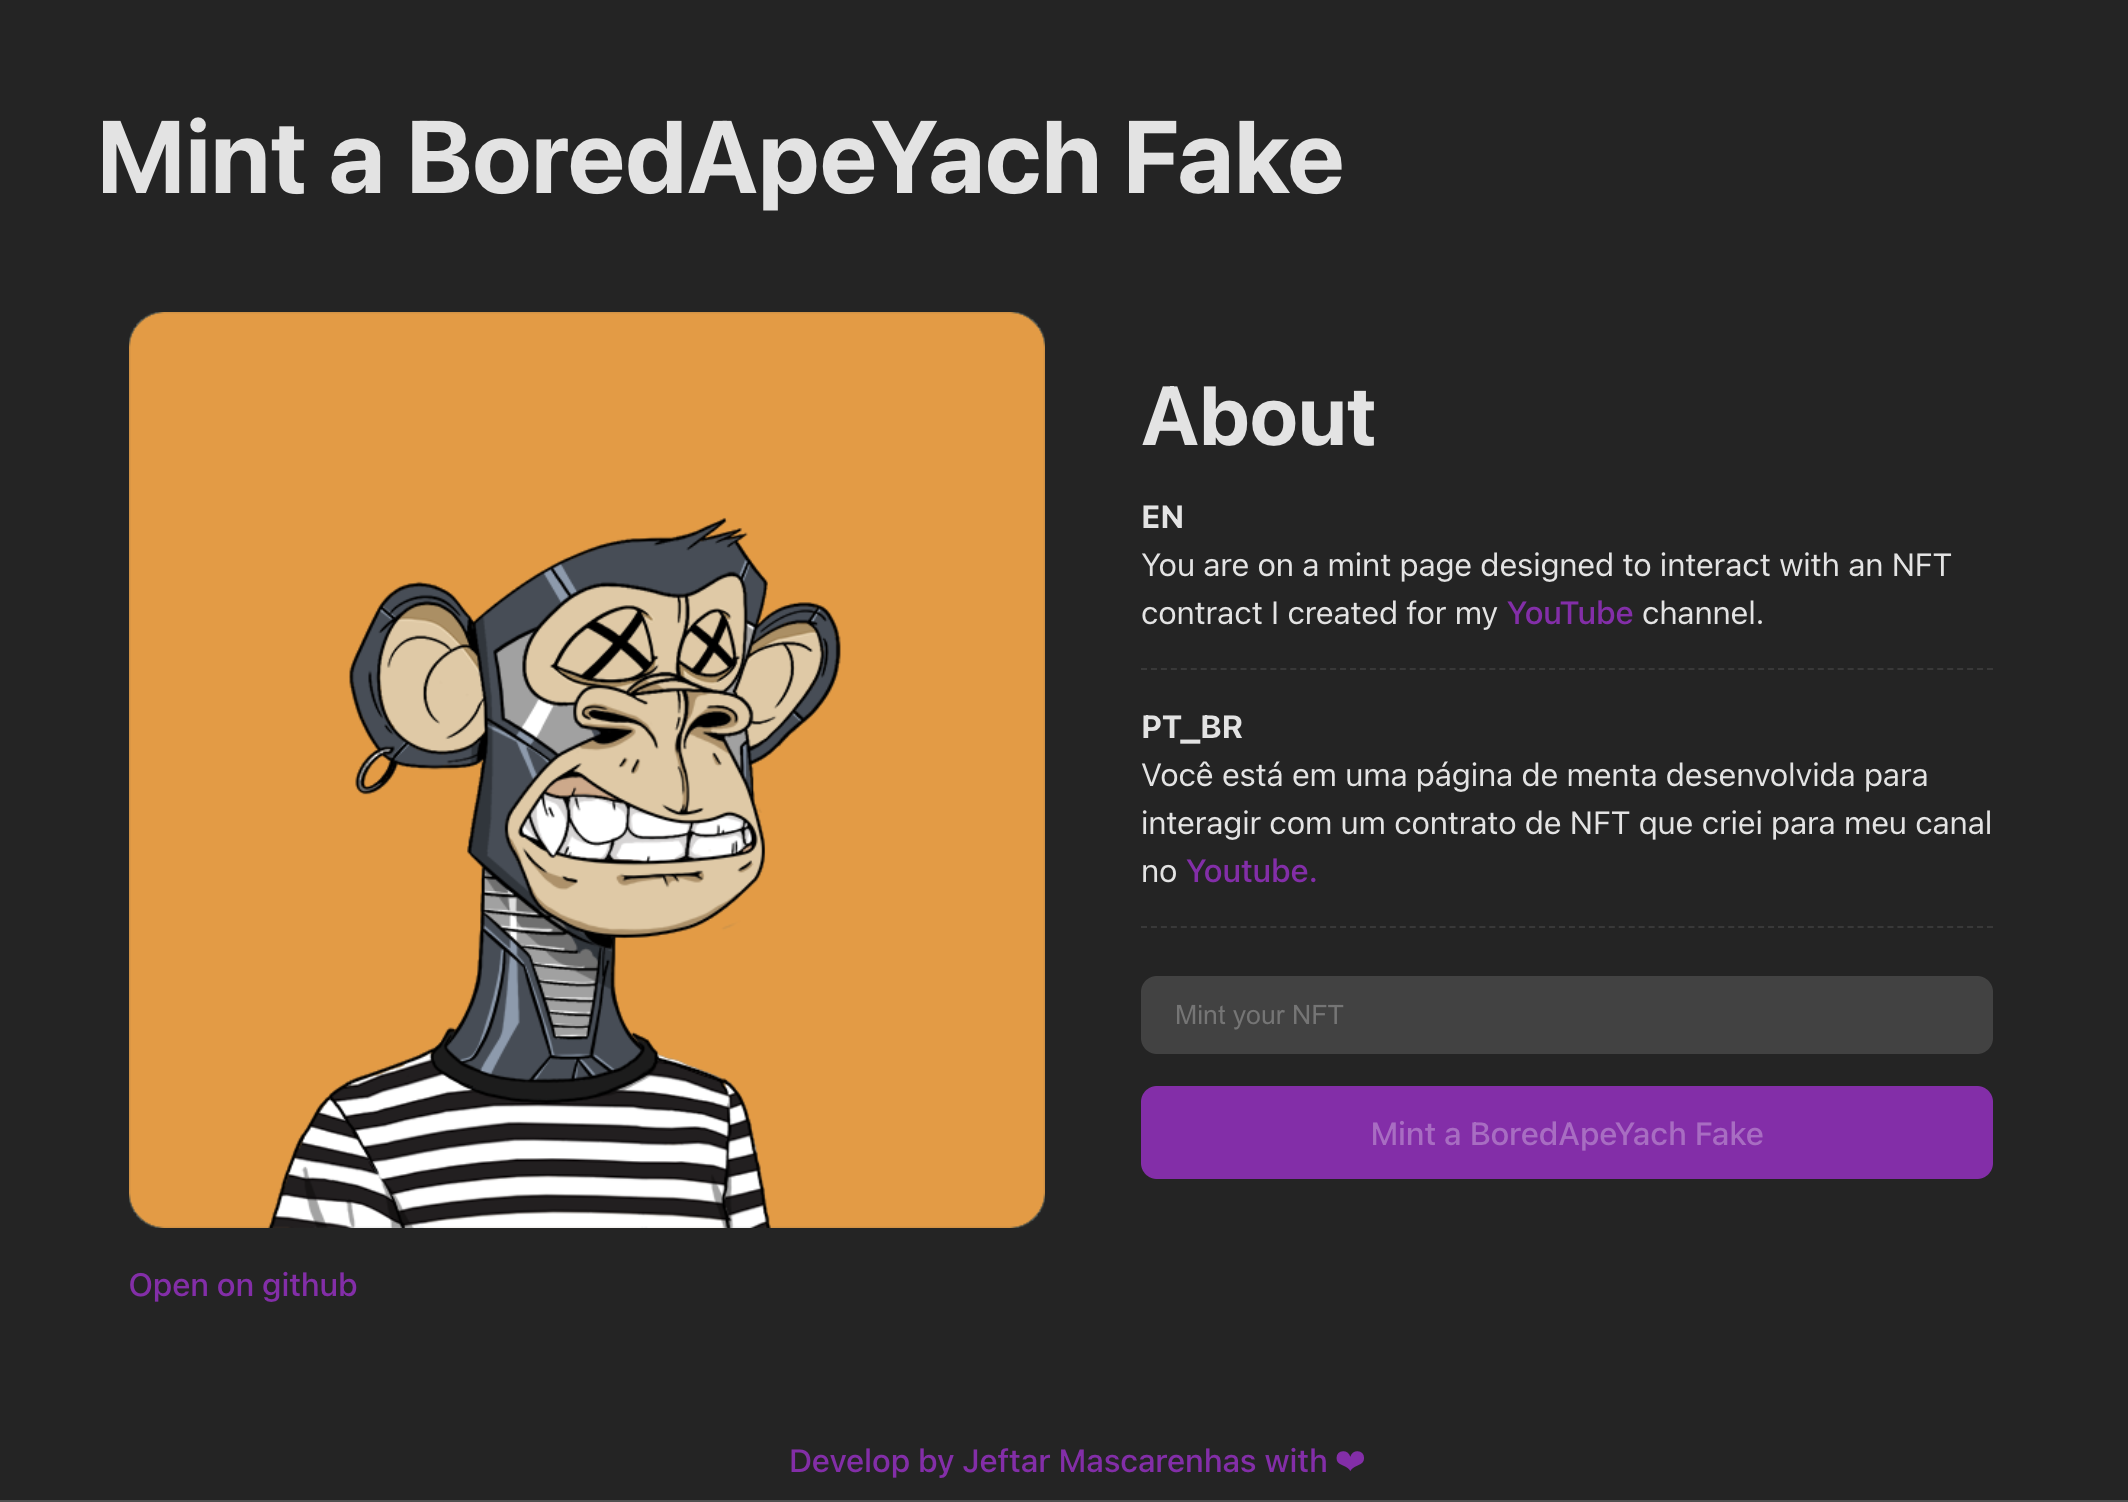 Mint a BoredApeYach Fake
About
EN
You are on a mint page designed to interact with an NFT
contract I created for my YouTube channel.
PT_BR
Você está em uma página de menta desenvolvida para
interagir com um contrato de NFT que criei para meu canal
no Youtube.
Mint your NFT
Mint a BoredApeYach Fake
Open on github
Develop by Jeftar Mascarenhas with ❤